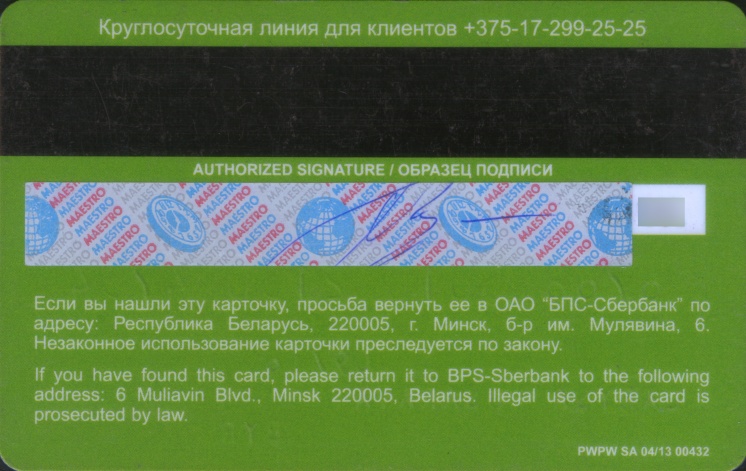 Круглосуточная линия для клиентов +375-17-299-25-25
AUTHORIZED SIGNATURE / ОБРАЗЕЦ ПОДПИСИ
MAESTRO
Если вы нашли эту карточку, просьба вернуть ее в ОАО "БПС-Сбербанк" по
адресу: Республика Беларусь, 220005, г. Минск, б-р им. Мулявина, 6.
Незаконное использование карточки преследуется по закону.
If you have found this card, please return it to BPS-Sberbank to the following
address: 6 Muliavin Blvd., Minsk 220005, Belarus. Illegal use of the card is
prosecuted by law.
PWPW SA 04/13 00432